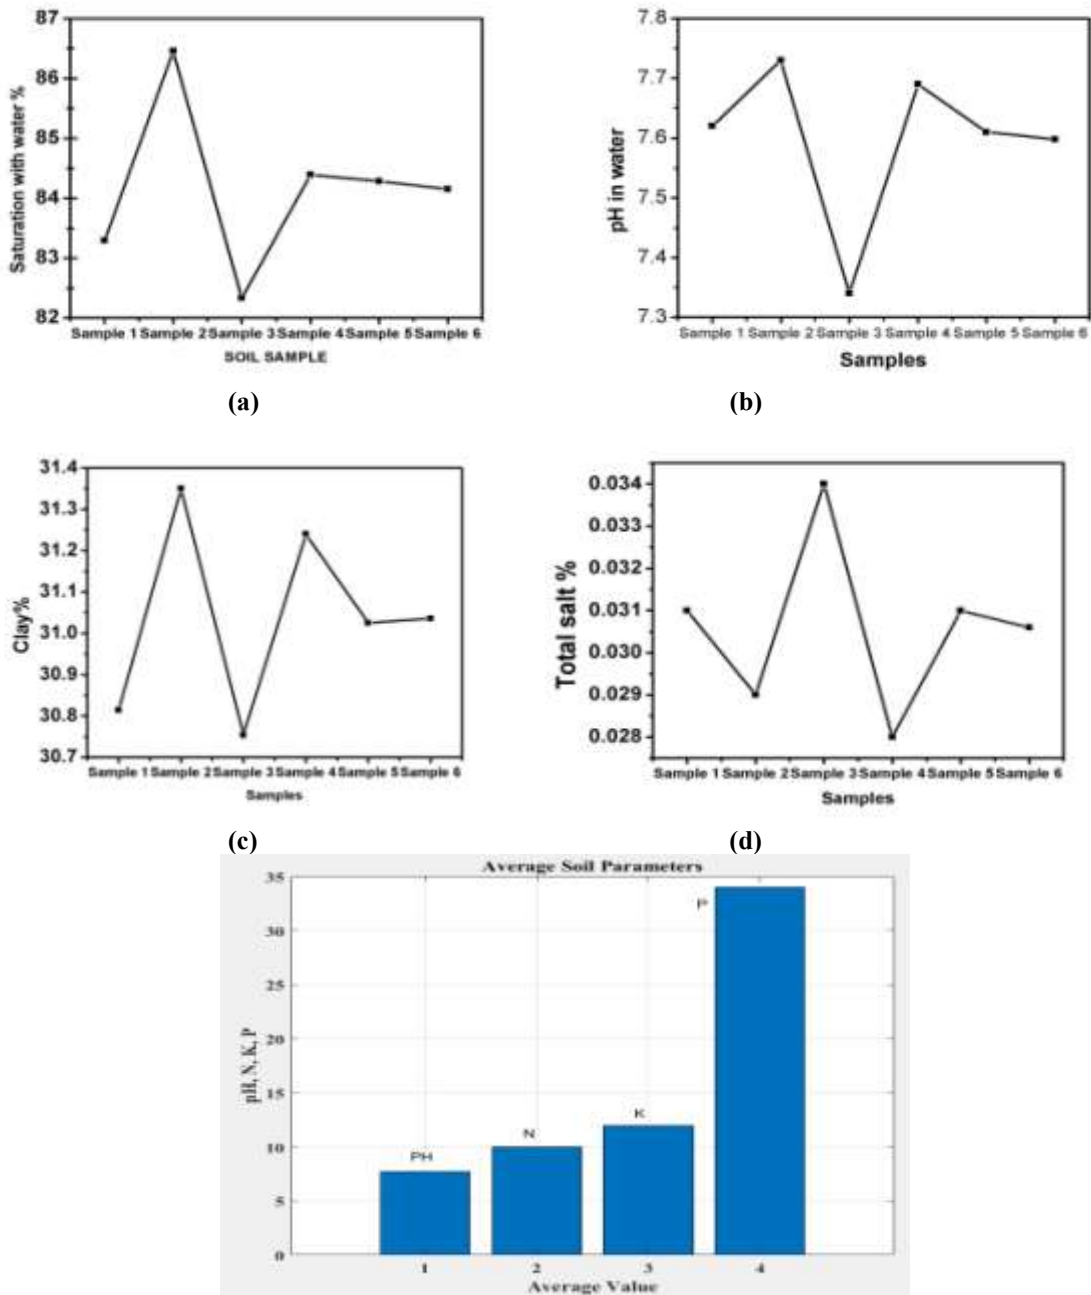 87
86
85
84
83
82
Saturation with water %
Sample 1 Sample 2 Sample 3 Sample 4 Sample 5 Sample 6
SOIL SAMPLE
(a)
7.8
7.7
7.6
7.5
7.4
7.3
pH in water
Sample 1 Sample 2 Sample 3 Sample 4 Sample 5 Sample 6
Samples
(b)
31.4
31.3
31.2
31.1
31.0
30.9
30.8
30.7
Clay%
Sample 1 Sample 2 Sample 3 Sample 4 Sample 5 Sample 6
Samples
(c)
0.034
0.033
0.032
0.031
0.030
0.029
0.028
Total salt %
Sample 1 Sample 2 Sample 3 Sample 4 Sample 5 Sample 6
Samples
(d)
Average Soil Parameters
35
30
25
20
15
10
5
0
pH, N, K, P
PH
N
K
P
1 2 3 4
Average Value